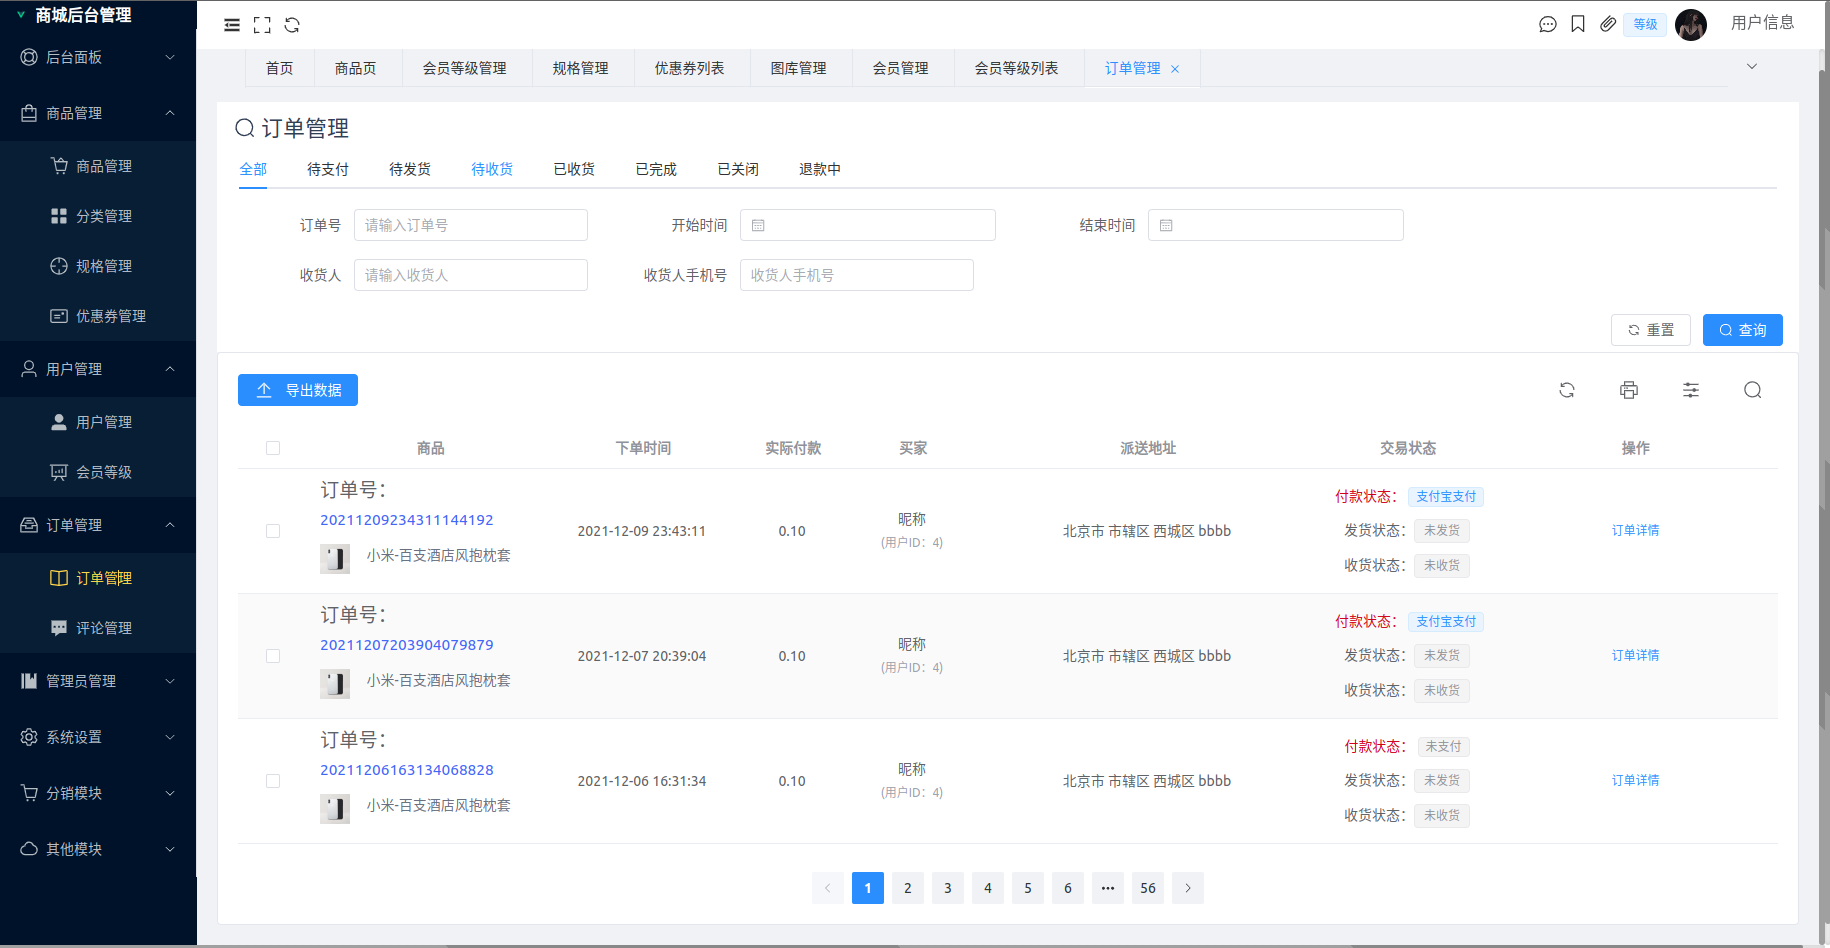 商城后台管理
后台面板
商品管理
商品管理
分类管理
规格管理
优惠券管理
用户管理
用户管理
会员等级
订单管理
订单管理
评论管理
管理员管理
系统设置
分销模块
其他模块
等级 用户信息
首页 商品页 会员等级管理 规格管理 优惠券列表 图库管理 会员管理 会员等级列表 订单管理
订单管理
全部 待支付 待发货 待收货 已收货 已完成 已关闭 退款中
订单号 请输入订单号 开始时间 结束时间
收货人 请输入收货人 收货人手机号 收货人手机号
重置 查询
导出数据
商品 下单时间 实际付款 买家 派送地址 交易状态 操作
订单号：
20211209234311144192
小米-百支酒店风抱枕套
2021-12-09 23:43:11
0.10
昵称
(用户ID：4)
北京市 市辖区 西城区 bbbb
付款状态： 支付宝支付
发货状态： 未发货
收货状态： 未收货
订单详情
订单号：
20211207203904079879
小米-百支酒店风抱枕套
2021-12-07 20:39:04
0.10
昵称
(用户ID：4)
北京市 市辖区 西城区 bbbb
付款状态： 支付宝支付
发货状态： 未发货
收货状态： 未收货
订单详情
订单号：
20211206163134068828
小米-百支酒店风抱枕套
2021-12-06 16:31:34
0.10
昵称
(用户ID：4)
北京市 市辖区 西城区 bbbb
付款状态： 未支付
发货状态： 未发货
收货状态： 未收货
订单详情
1 2 3 4 5 6 ••• 56